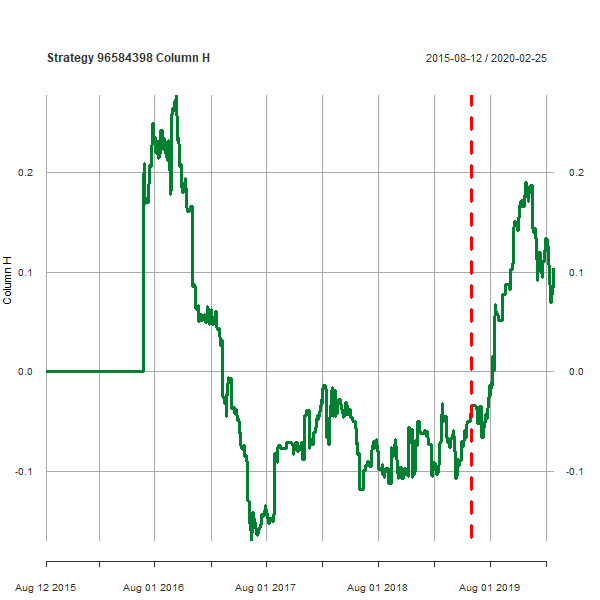 Strategy 96584398 Column H
2015-08-12 / 2020-02-25
Column H
0.2
0.1
0.0
-0.1
0.2
0.1
0.0
-0.1
Aug 12 2015
Aug 01 2016
Aug 01 2017
Aug 01 2018
Aug 01 2019